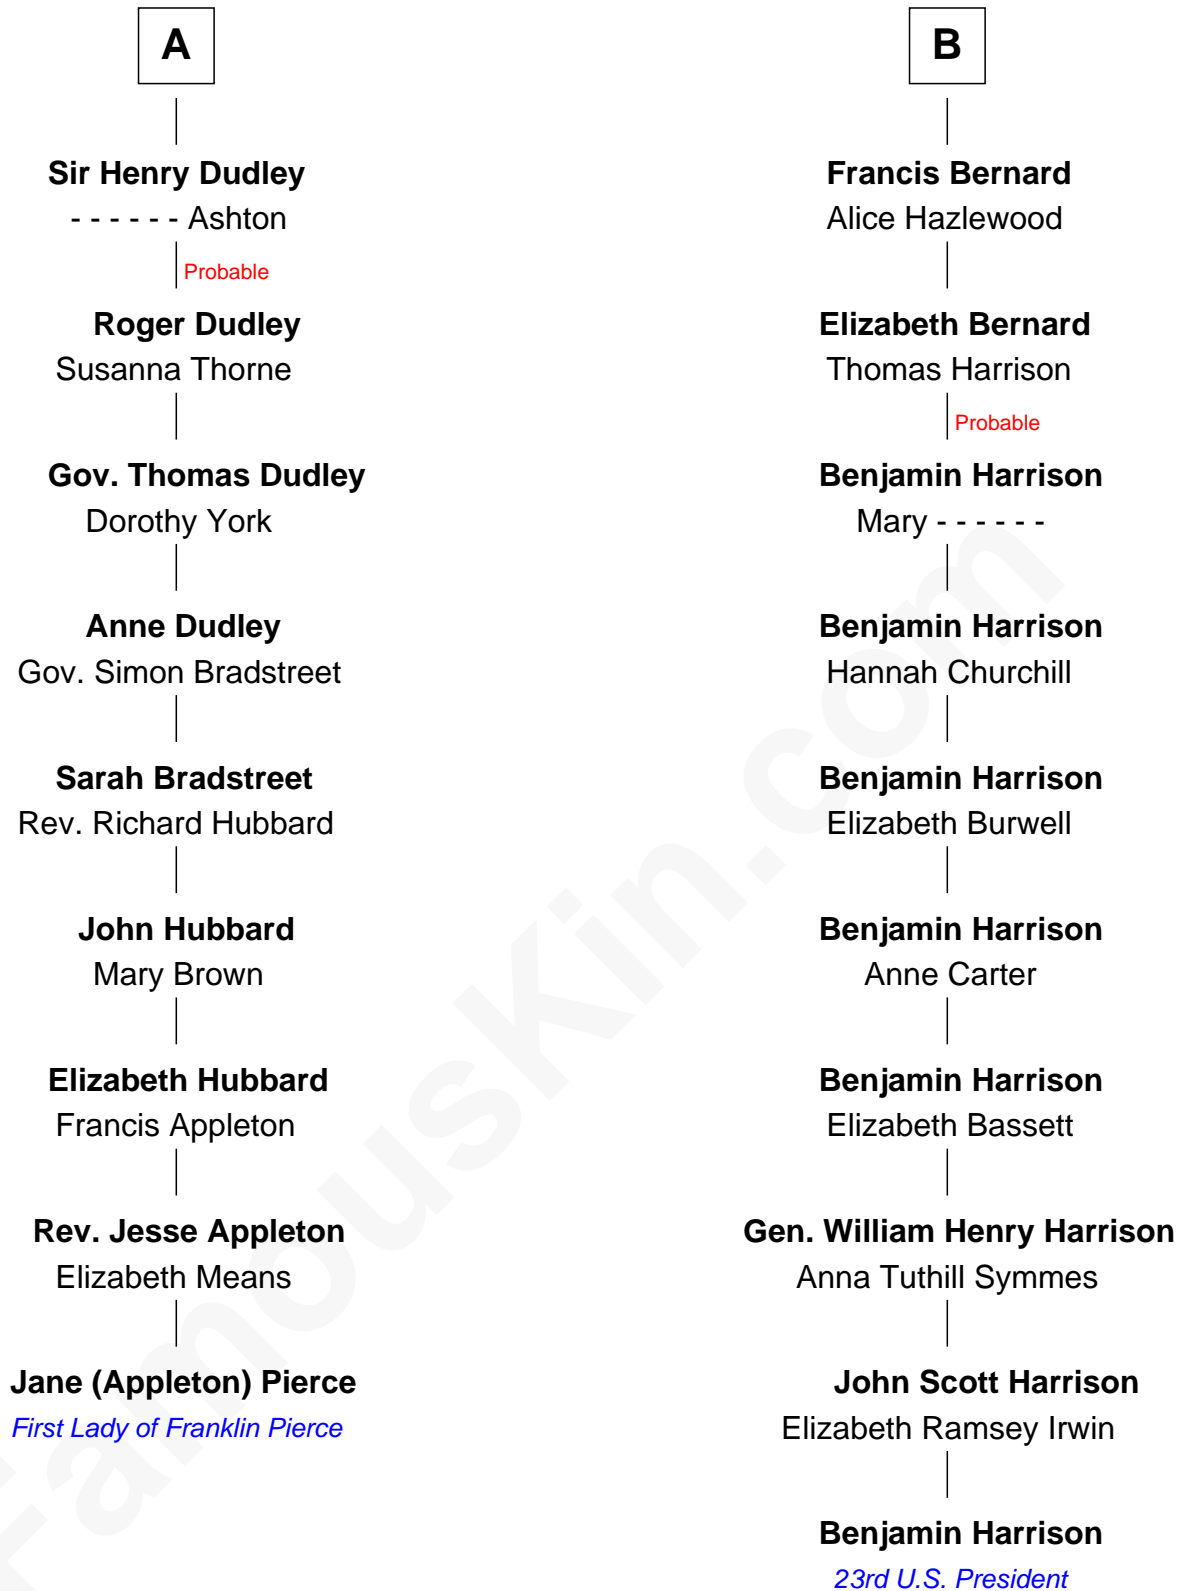 A
Sir Henry Dudley
- - - - - - Ashton
Probable
Roger Dudley
Susanna Thorne
Gov. Thomas Dudley
Dorothy York
Anne Dudley
Gov. Simon Bradstreet
Sarah Bradstreet
Rev. Richard Hubbard
John Hubbard
Mary Brown
Elizabeth Hubbard
Francis Appleton
Rev. Jesse Appleton
Elizabeth Means
Jane (Appleton) Pierce
First Lady of Franklin Pierce
B
Francis Bernard
Alice Hazlewood
Elizabeth Bernard
Thomas Harrison
Probable
Benjamin Harrison
Mary - - - - - -
Benjamin Harrison
Hannah Churchill
Benjamin Harrison
Elizabeth Burwell
Benjamin Harrison
Anne Carter
Benjamin Harrison
Elizabeth Bassett
Gen. William Henry Harrison
Anna Tuthill Symmes
John Scott Harrison
Elizabeth Ramsey Irwin
Benjamin Harrison
23rd U.S. President
FamousKin.com